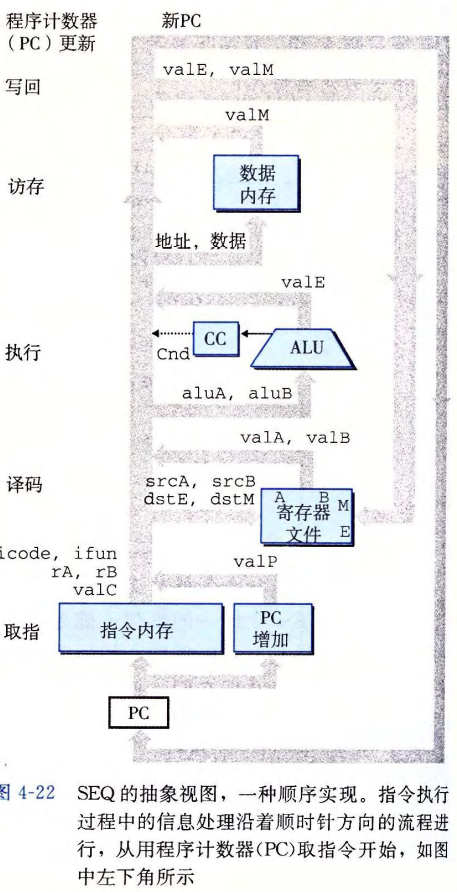 程序计数器
（PC）更新
新PC
写回
valE, valM
valM
访存
数据
内存
地址，数据
valE
执行
CC
ALU
Cnd
aluA, aluB
valA, valB
译码
srcA, srcB
dstE, dstM
A B M
寄存器
文件 E
icode, ifun
rA, rB
valC
valP
取指
指令内存
PC
增加
PC
图 4-22 SEQ 的抽象视图，一种顺序实现。指令执行
过程中的信息处理沿着顺时针方向的流程进
行，从用程序计数器(PC)取指令开始，如图
中左下角所示